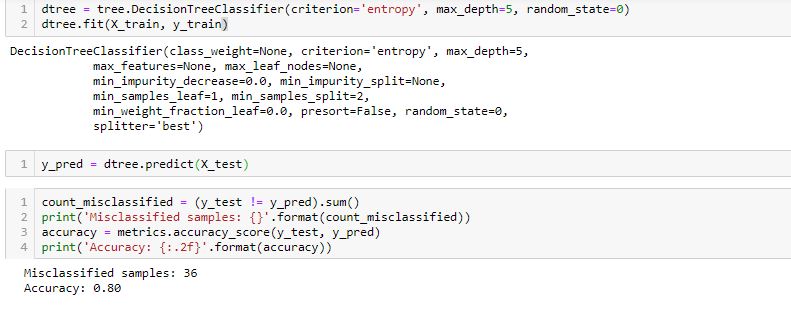 1 dtree = tree.DecisionTreeClassifier(criterion='entropy', max_depth=5, random_state=0)
2 dtree.fit(X_train, y_train)
DecisionTreeClassifier(class_weight=None, criterion='entropy', max_depth=5,
            max_features=None, max_leaf_nodes=None,
            min_impurity_decrease=0.0, min_impurity_split=None,
            min_samples_leaf=1, min_samples_split=2,
            min_weight_fraction_leaf=0.0, presort=False, random_state=0,
            splitter='best')
1 y_pred = dtree.predict(X_test)
1 count_misclassified = (y_test != y_pred).sum()
2 print('Misclassified samples: {}'.format(count_misclassified))
3 accuracy = metrics.accuracy_score(y_test, y_pred)
4 print('Accuracy: {:.2f}'.format(accuracy))
Misclassified samples: 36
Accuracy: 0.80